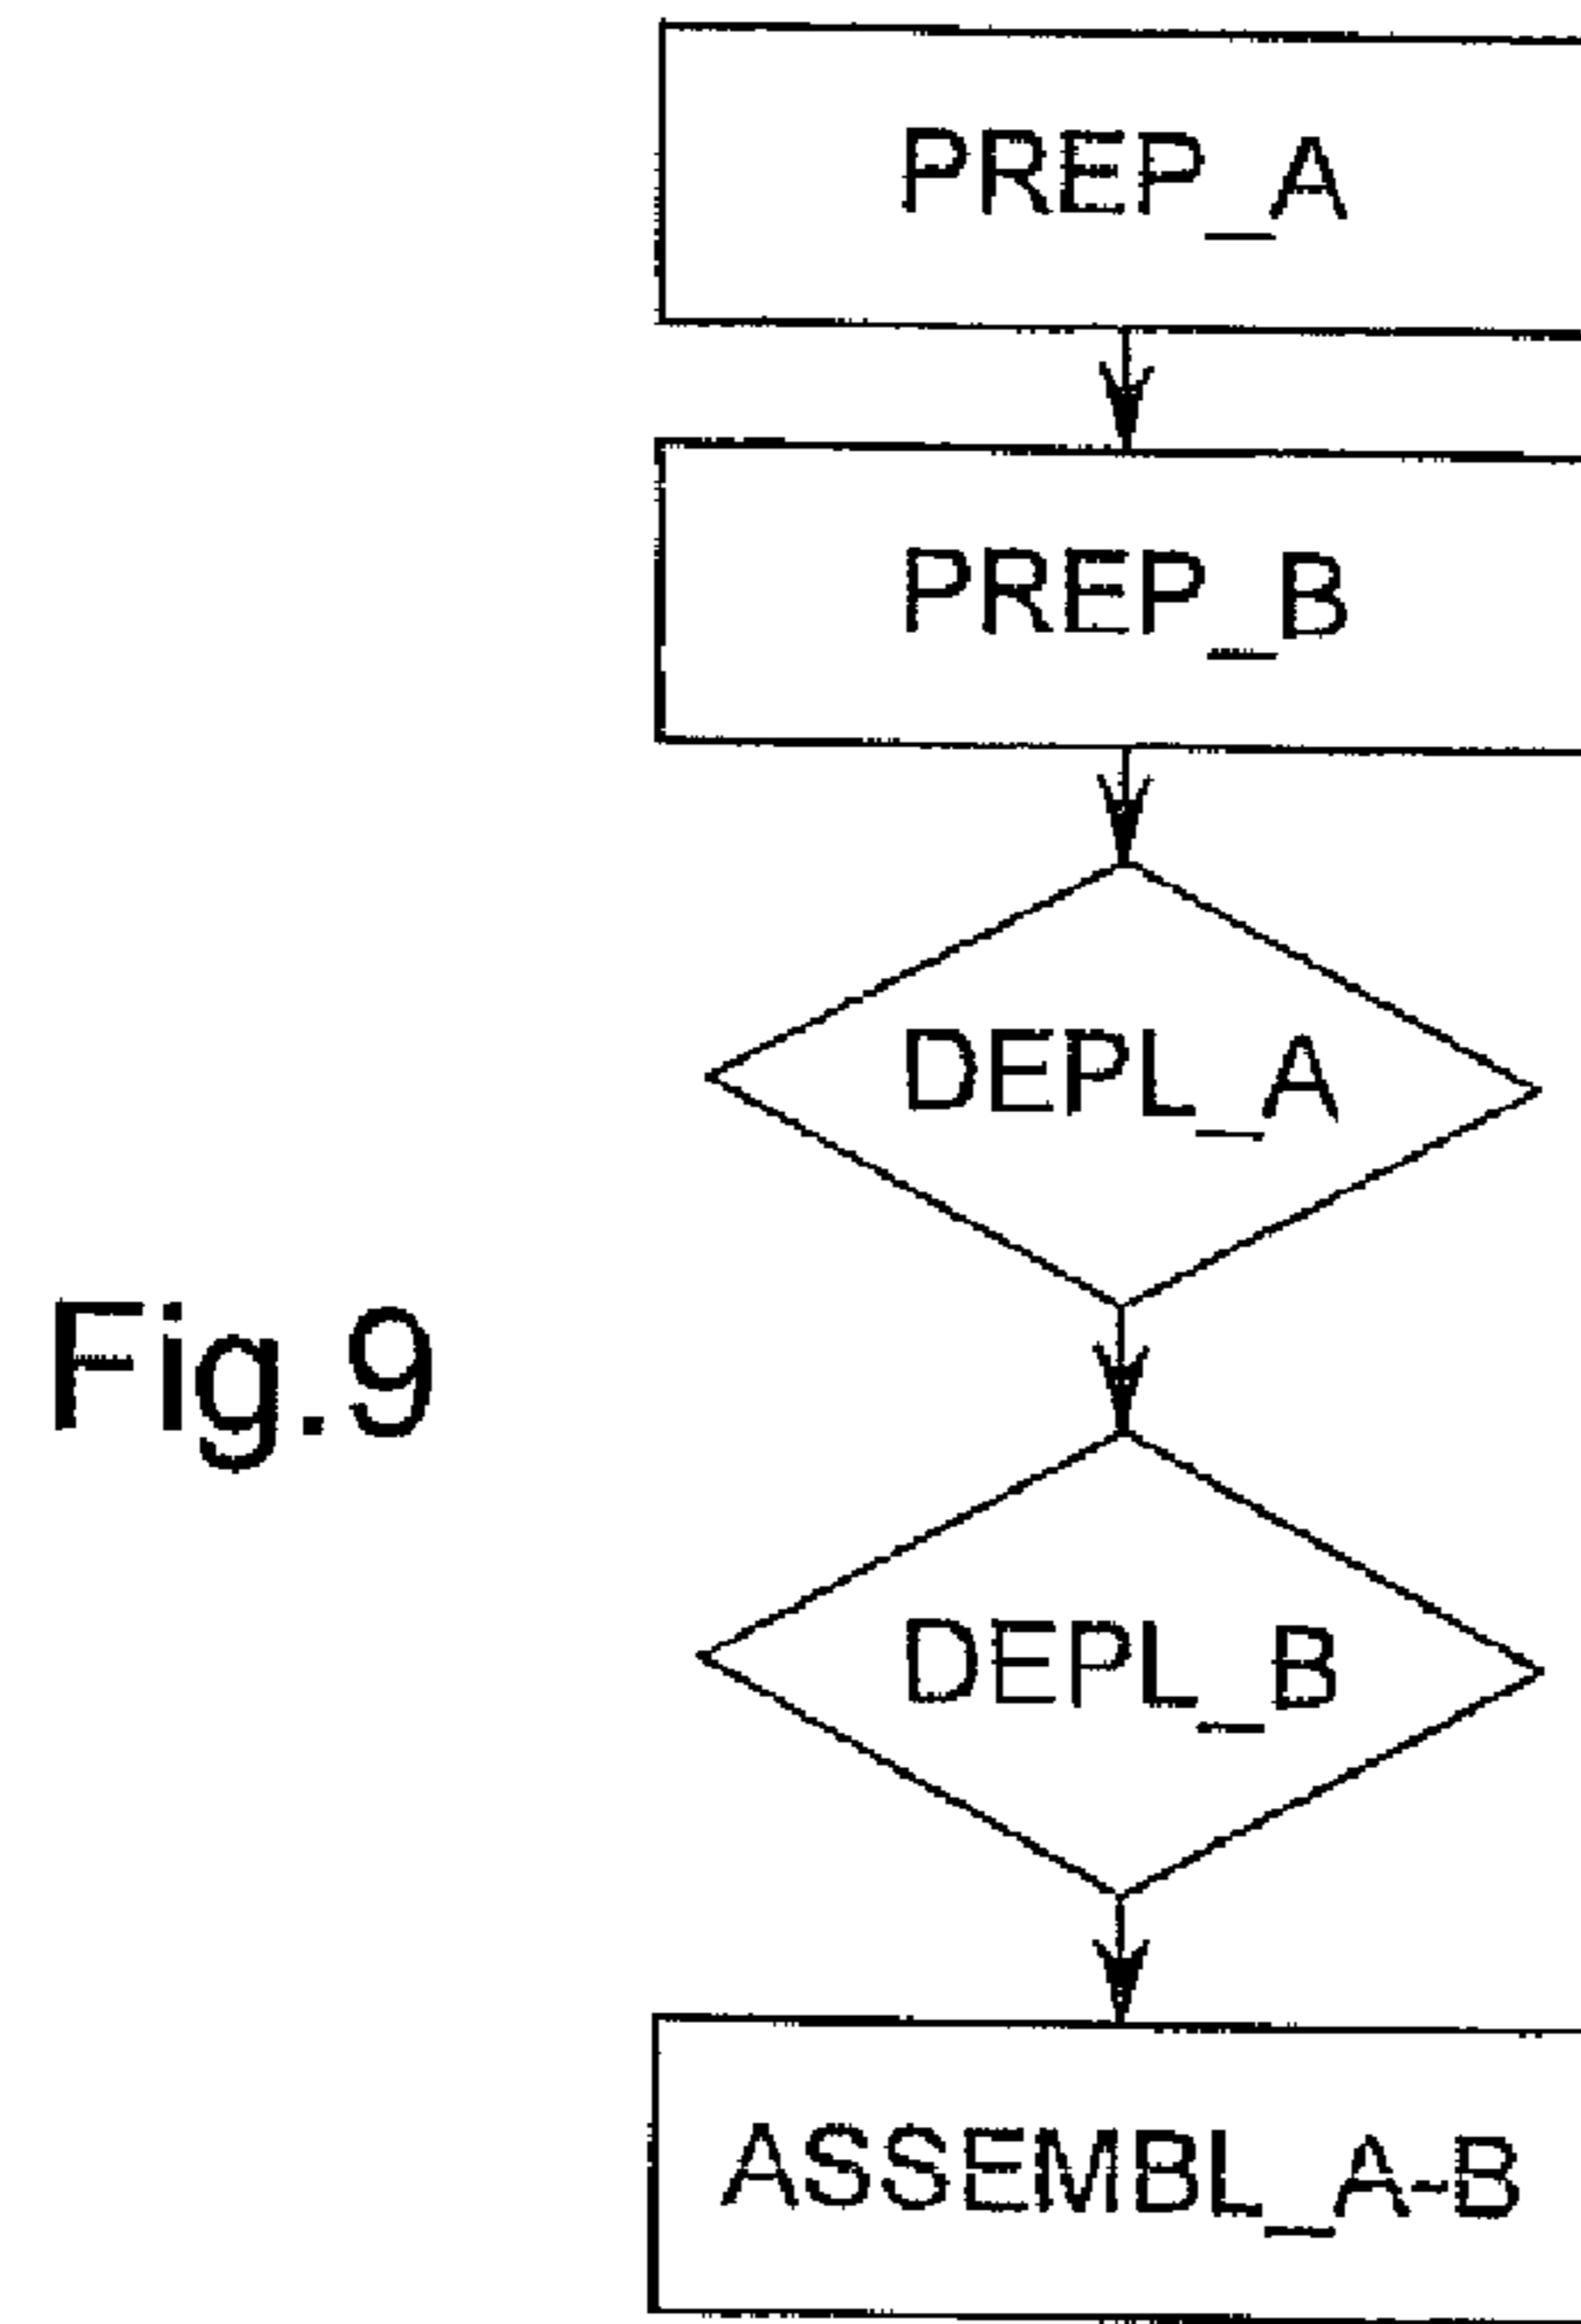 PREP_A
PREP_B
DEPL_A
Fig.9
DEPL_B
ASSEMBL_A-B